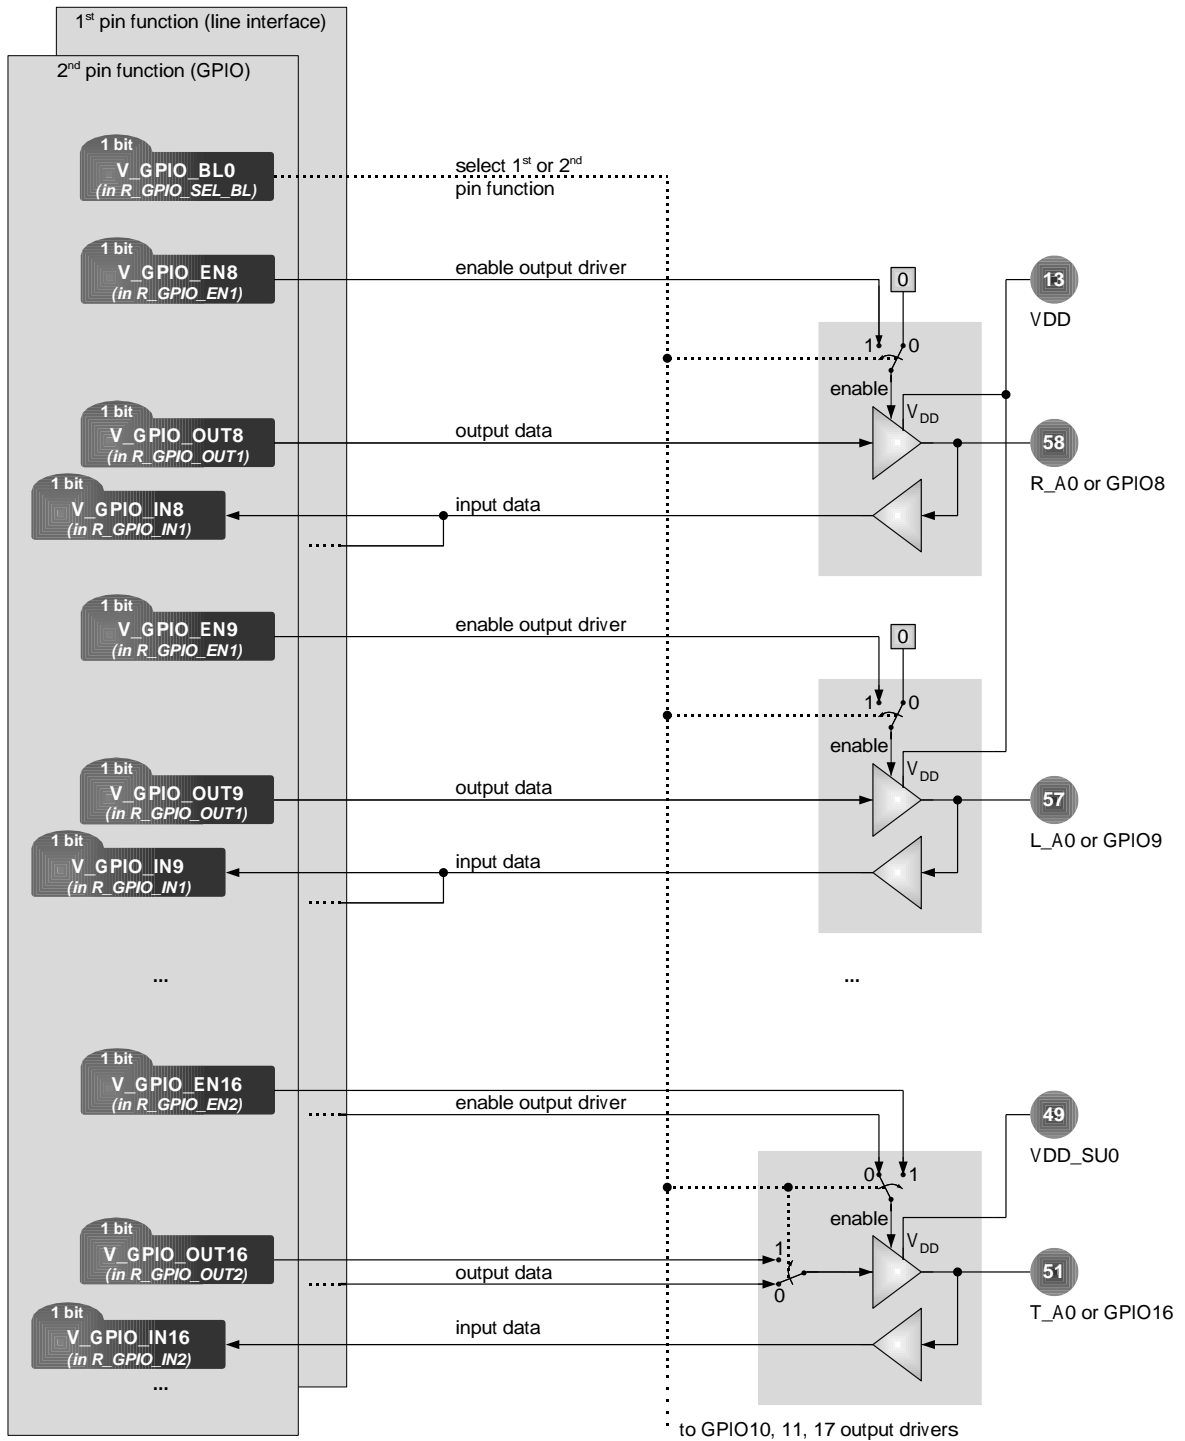 1st pin function (line interface)
2nd pin function (GPIO)
1 bit
V_GPIO_BL0
(in R_GPIO_SEL_BL)
select 1st or 2nd
pin function
1 bit
V_GPIO_EN8
(in R_GPIO_EN1)
enable output driver
0
13
VDD
1
0
enable
VDD
1 bit
V_GPIO_OUT8
(in R_GPIO_OUT1)
output data
58
R_A0 or GPIO8
1 bit
V_GPIO_IN8
(in R_GPIO_IN1)
input data
1 bit
V_GPIO_EN9
(in R_GPIO_EN1)
enable output driver
0
1
0
enable
VDD
1 bit
V_GPIO_OUT9
(in R_GPIO_OUT1)
output data
57
L_A0 or GPIO9
1 bit
V_GPIO_IN9
(in R_GPIO_IN1)
input data
...
...
1 bit
V_GPIO_EN16
(in R_GPIO_EN2)
enable output driver
49
VDD_SU0
0
1
enable
VDD
1 bit
V_GPIO_OUT16
(in R_GPIO_OUT2)
1
output data
0
51
T_A0 or GPIO16
1 bit
V_GPIO_IN16
(in R_GPIO_IN2)
input data
...
to GPIO10, 11, 17 output drivers